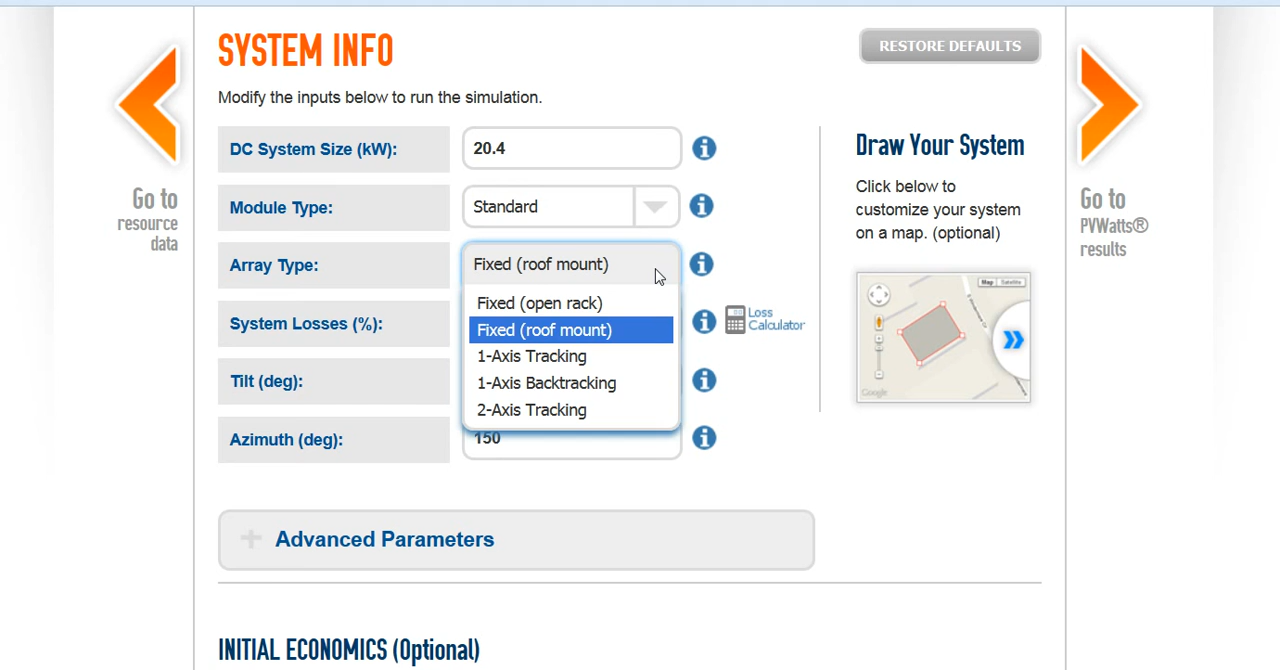 SYSTEM INFO
RESTORE DEFAULTS
Modify the inputs below to run the simulation.
DC System Size (kW):
20.4
Module Type:
Standard
Array Type:
Fixed (roof mount)
Fixed (open rack)
Fixed (roof mount)
1-Axis Tracking
1-Axis Backtracking
2-Axis Tracking
System Losses (%):
Loss
Calculator
Tilt (deg):
Azimuth (deg):
150
Draw Your System
Click below to
customize your system
on a map. (optional)
Map
Satellite
Google
Go to
resource
data
Go to
PVWatts®
results
Advanced Parameters
INITIAL ECONOMICS (Optional)